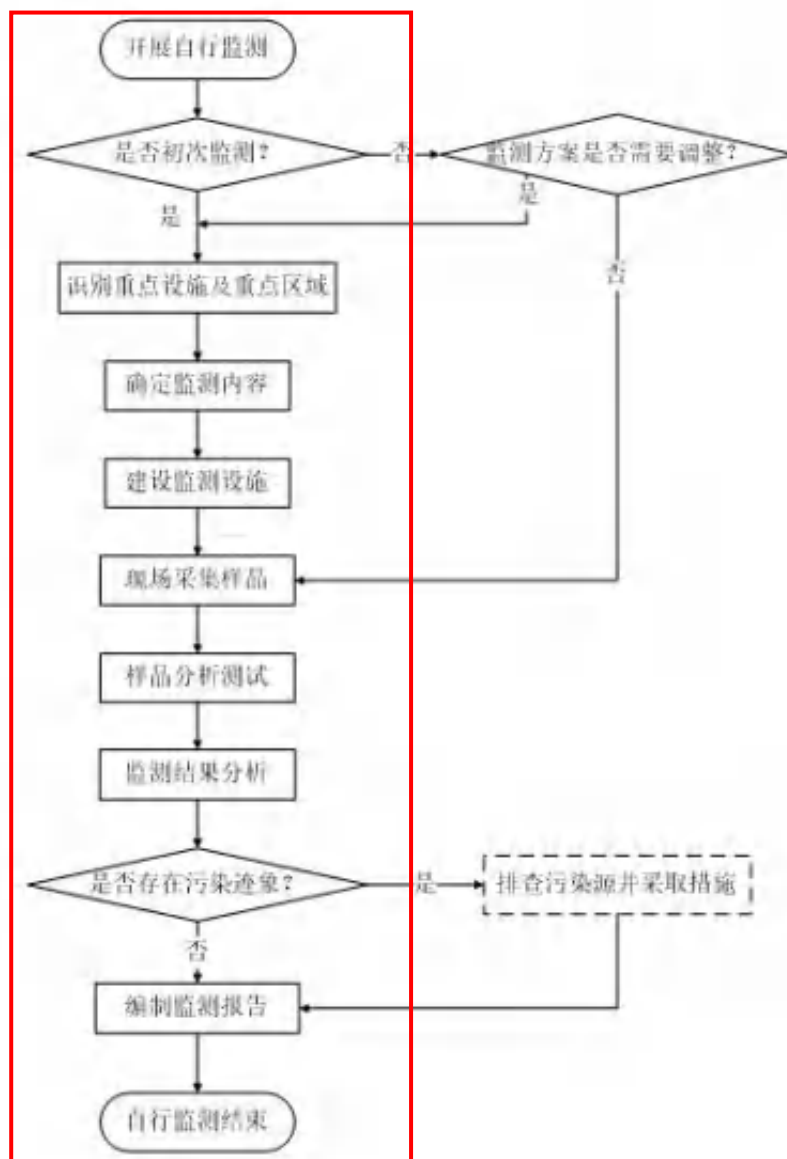 开展自行监测
是否初次监测?
否
监测方案是否需要调整?
是
是
否
识别重点设施及重点区域
确定监测内容
建设监测设施
现场采集样品
样品分析测试
监测结果分析
是否存在污染迹象?
是
排查污染源并采取措施
否
编制监测报告
自行监测结束